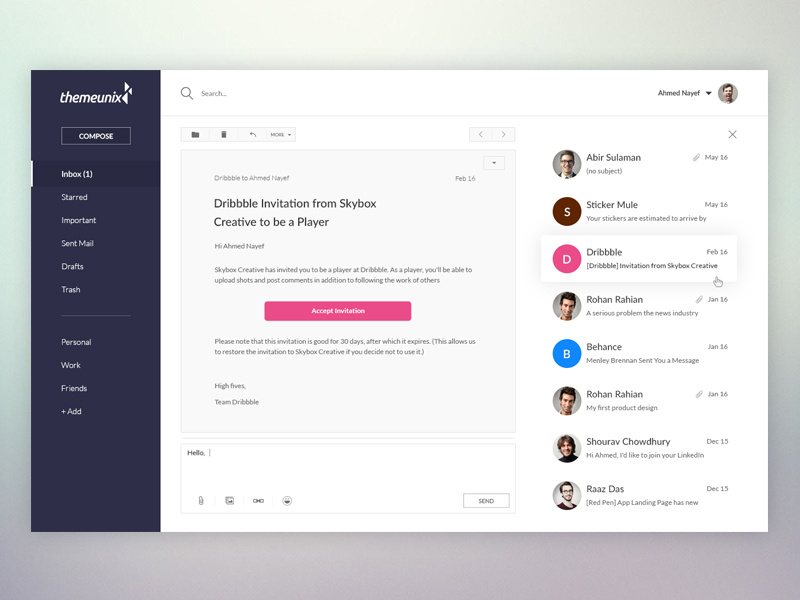 themeunix
COMPOSE
Inbox (1)
Starred
Important
Sent Mail
Drafts
Trash
Personal
Work
Friends
+ Add
Search...
Ahmed Nayef
MORE
Dribbble to Ahmed Nayef
Feb 16
Dribbble Invitation from Skybox
Creative to be a Player
Hi Ahmed Nayef
Skybox Creative has invited you to be a player at Dribbble. As a player, you'll be able to
upload shots and post comments in addition to following the work of others
Accept Invitation
Please note that this invitation is good for 30 days, after which it expires. (This allows us
to restore the invitation to Skybox Creative if you decide not to use it.)
High fives,
Team Dribbble
Hello,
SEND
Abir Sulaman
May 16
(no subject)
S
Sticker Mule
May 16
Your stickers are estimated to arrive by
D
Dribbble
Feb 16
[Dribbble] Invitation from Skybox Creative
Rohan Rahian
Jan 16
A serious problem the news industry
B
Behance
Jan 16
Menley Brennan Sent You a Message
Rohan Rahian
Jan 16
My first product design
Shourav Chowdhury
Dec 15
Hi Ahmed, I'd like to join your LinkedIn
Raaz Das
Dec 15
[Red Pen] App Landing Page has new